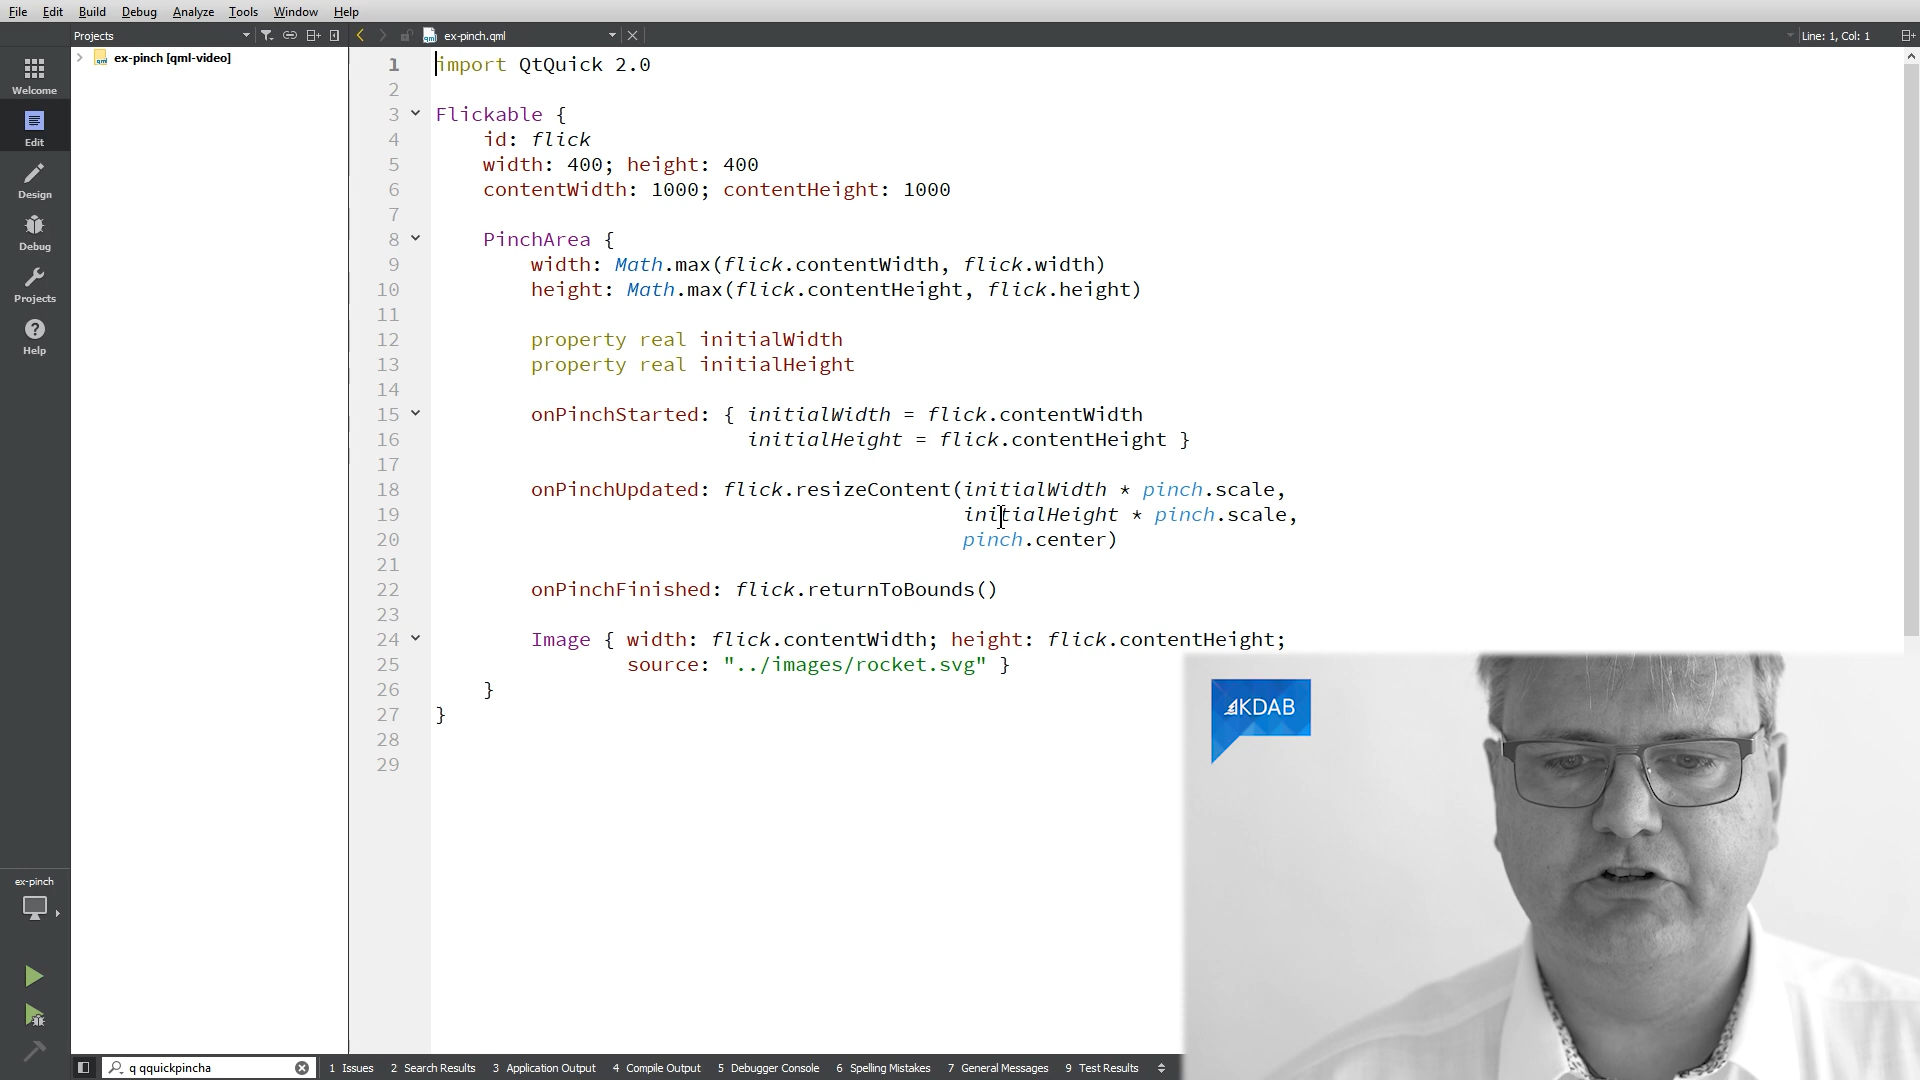 File Edit Build Debug Analyze Tools Window Help
Projects
ex-pinch.qml
Line: 1, Col: 1
ex-pinch [qml-video]
Welcome
Edit
Design
Debug
Projects
Help
ex-pinch
1 import QtQuick 2.0
2
3 Flickable {
4 id: flick
5 width: 400; height: 400
6 contentWidth: 1000; contentHeight: 1000
7
8 PinchArea {
9 width: Math.max(flick.contentWidth, flick.width)
10 height: Math.max(flick.contentHeight, flick.height)
11
12 property real initialWidth
13 property real initialHeight
14
15 onPinchStarted: { initialWidth = flick.contentWidth
16 initialHeight = flick.contentHeight }
17
18 onPinchUpdated: flick.resizeContent(initialWidth * pinch.scale,
19 initialHeight * pinch.scale,
20 pinch.center)
21
22 onPinchFinished: flick.returnToBounds()
23
24 Image { width: flick.contentWidth; height: flick.contentHeight;
25 source: "../images/rocket.svg" }
26 }
27 }
28
29
KDAB
q qquickpincha
1 Issues 2 Search Results 3 Application Output 4 Compile Output 5 Debugger Console 6 Spelling Mistakes 7 General Messages 9 Test Results